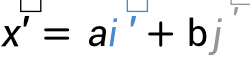 x′ = ai′ + bj′